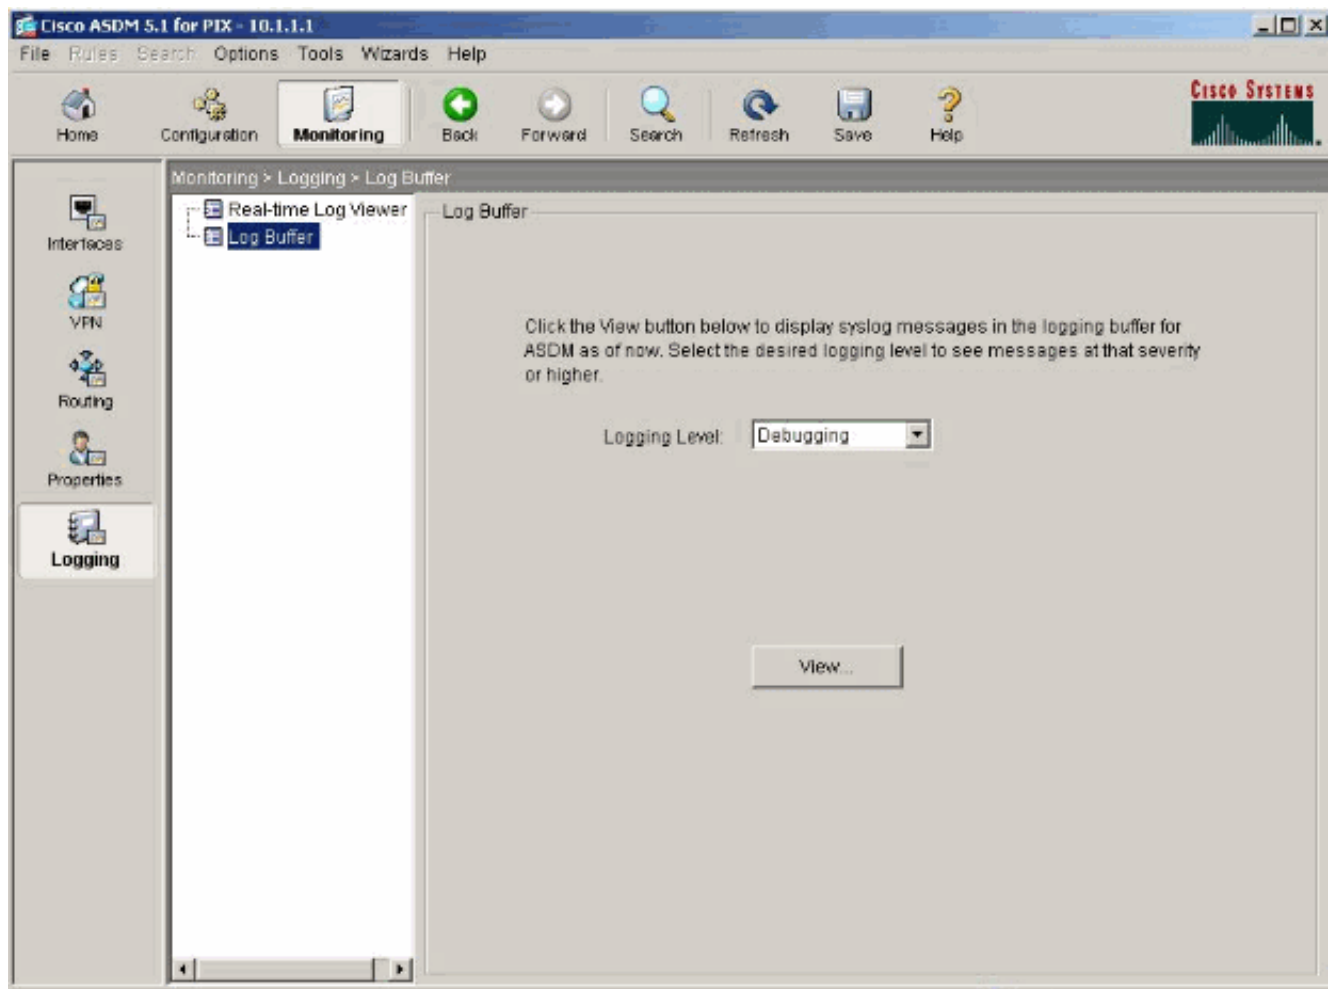 Cisco ASDM 5.1 for PIX - 10.1.1.1
File Rules Search Options Tools Wizards Help
Home Configuration Monitoring Back Forward Search Refresh Save Help
CISCO SYSTEMS
Monitoring > Logging > Log Buffer
Interfaces
VPN
Routing
Properties
Logging
Real-time Log Viewer
Log Buffer
Log Buffer
Click the View button below to display syslog messages in the logging buffer for
ASDM as of now. Select the desired logging level to see messages at that severity
or higher.
Logging Level: Debugging
View...